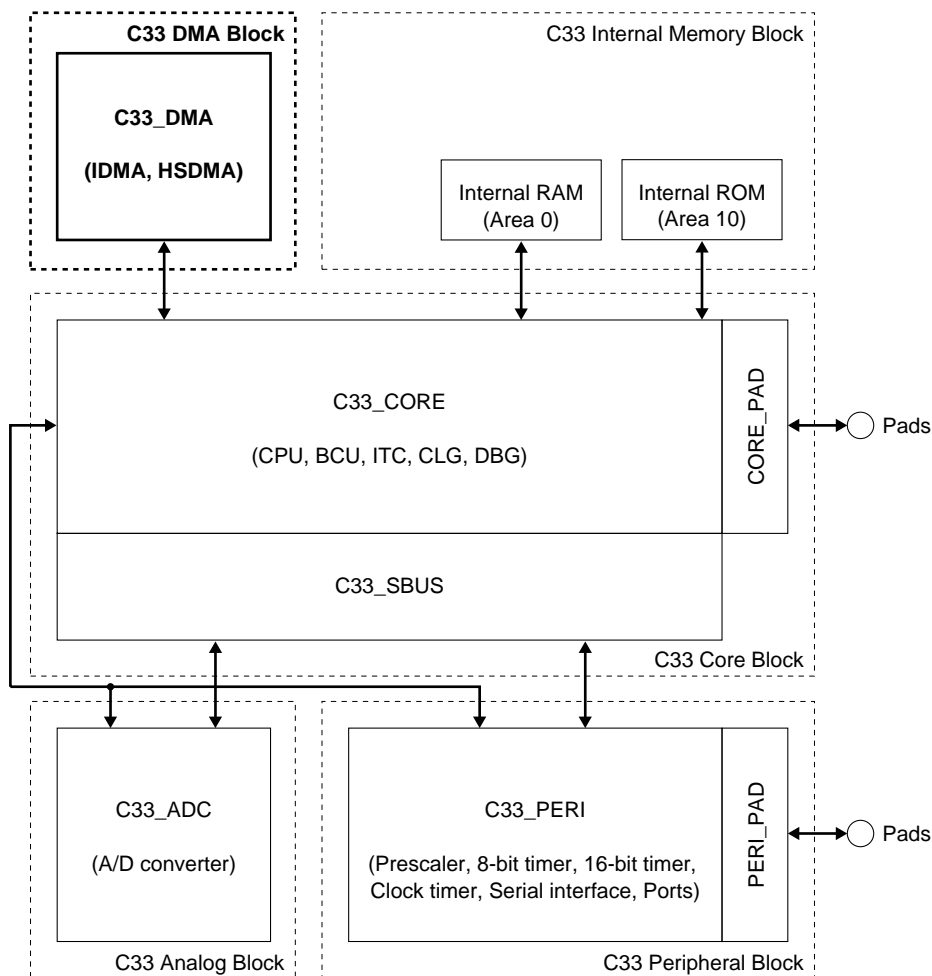 C33 DMA Block
C33_DMA
(IDMA, HSDMA)
C33 Internal Memory Block
Internal RAM
(Area 0)
Internal ROM
(Area 10)
C33_CORE
(CPU, BCU, ITC, CLG, DBG)
CORE_PAD
Pads
C33_SBUS
C33 Core Block
C33_ADC
(A/D converter)
C33 Analog Block
C33_PERI
(Prescaler, 8-bit timer, 16-bit timer,
Clock timer, Serial interface, Ports)
PERI_PAD
Pads
C33 Peripheral Block